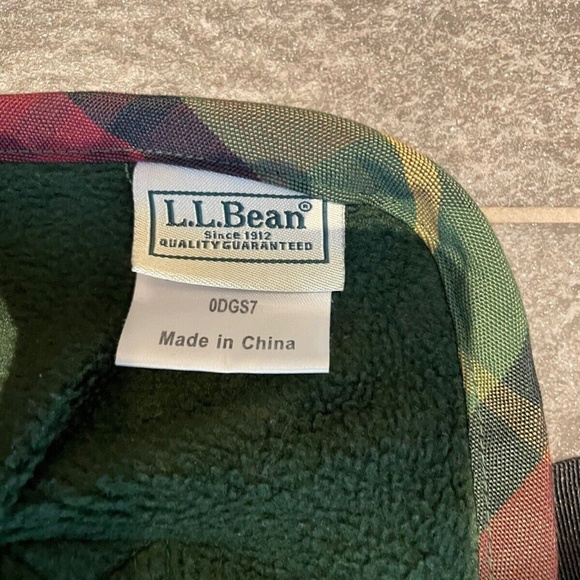 L.L.Bean®
Since 1912
QUALITY GUARANTEED
0DGS7
Made in China